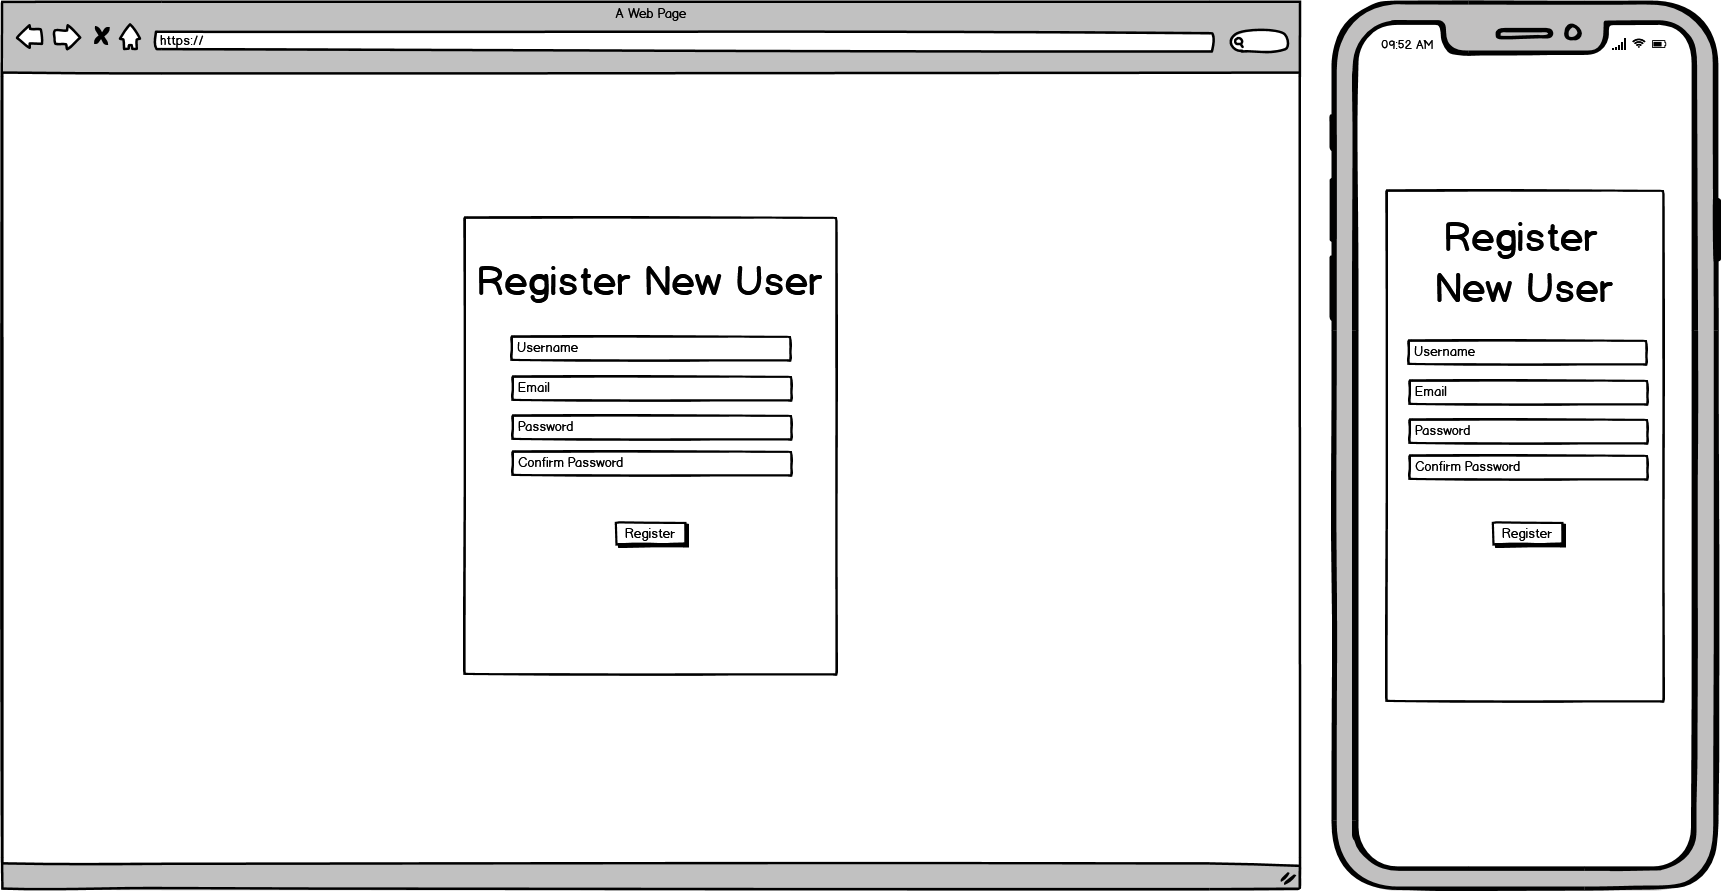 A Web Page
https://
Register New User
Username
Email
Password
Confirm Password
Register
09:52 AM
Register
New User
Username
Email
Password
Confirm Password
Register